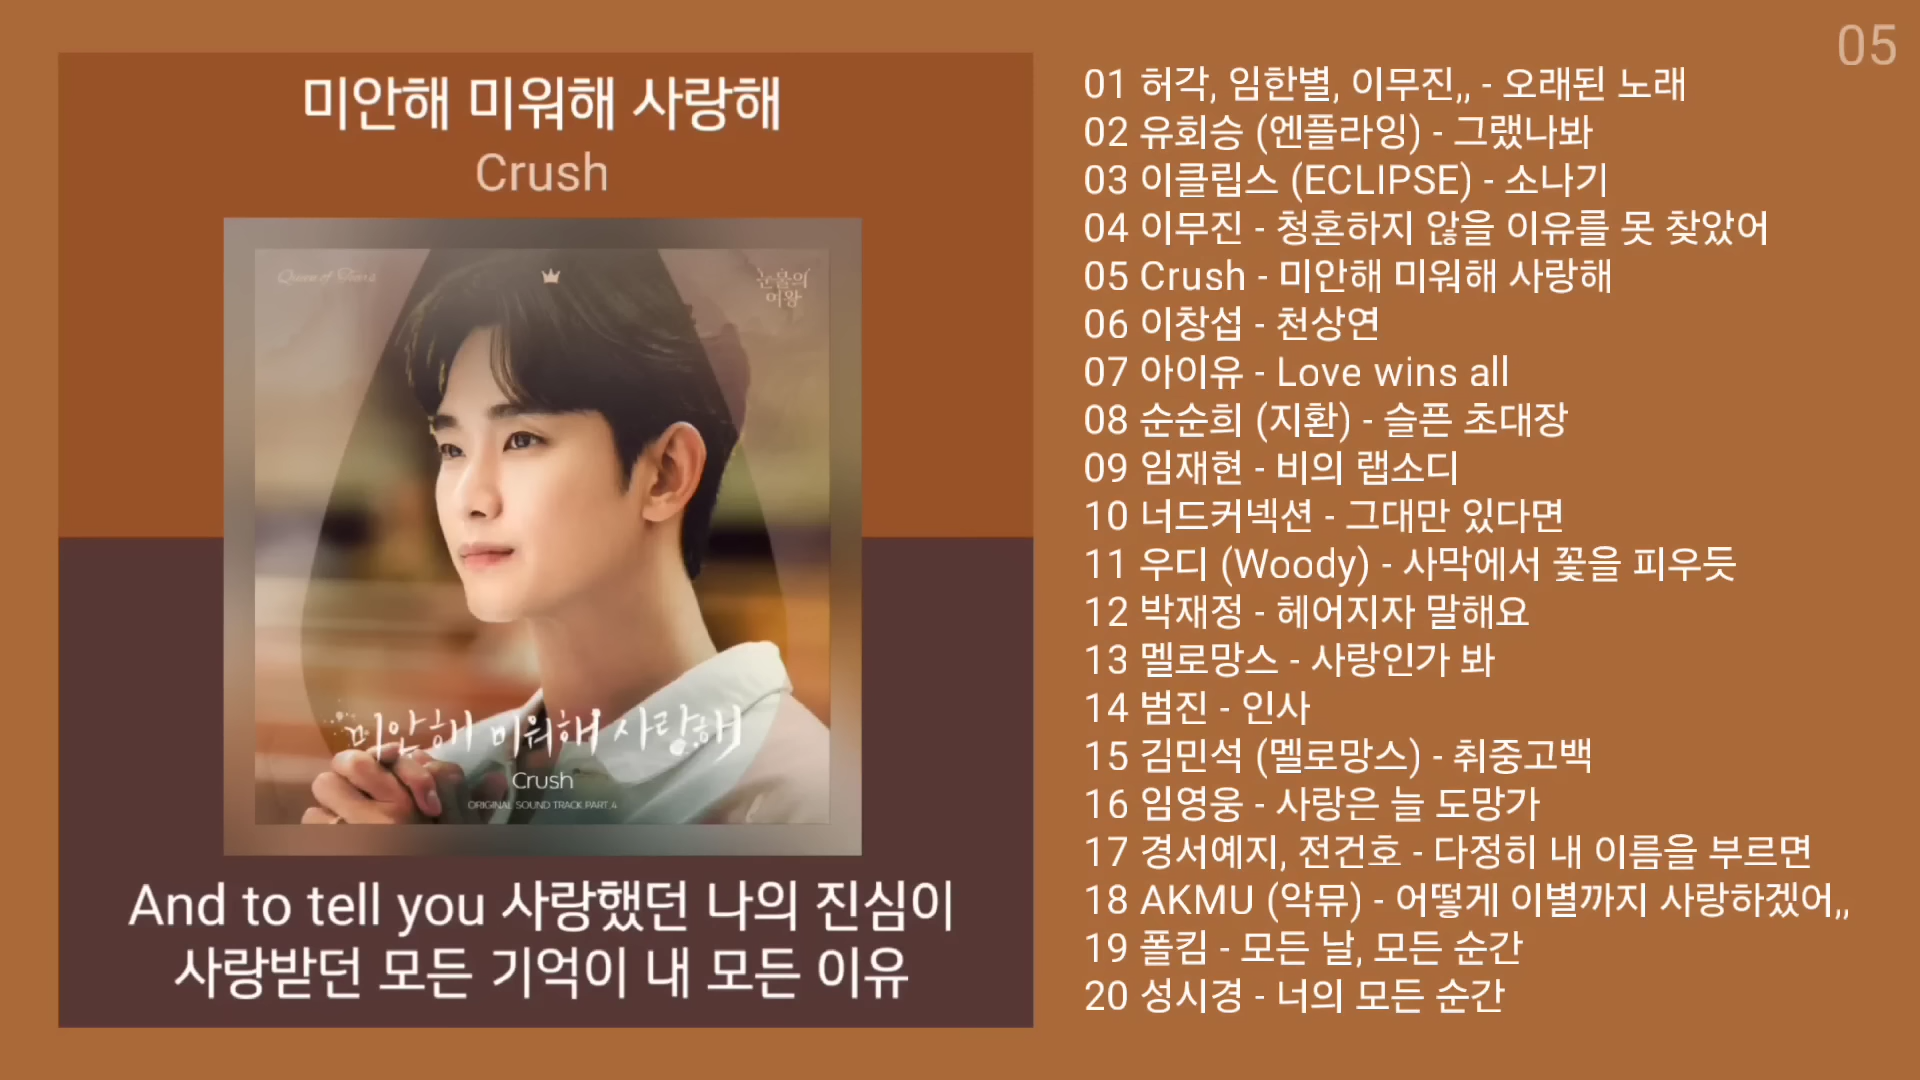 05
미안해 미워해 사랑해
Crush
Queen of Tears
눈물의
여왕
미안해 미워해 사랑해
Crush
ORIGINAL SOUND TRACK PART.4
And to tell you 사랑했던 나의 진심이
사랑받던 모든 기억이 내 모든 이유
01 허각, 임한별, 이무진,, - 오래된 노래
02 유회승 (엔플라잉) - 그랬나봐
03 이클립스 (ECLIPSE) - 소나기
04 이무진 - 청혼하지 않을 이유를 못 찾았어
05 Crush - 미안해 미워해 사랑해
06 이창섭 - 천상연
07 아이유 - Love wins all
08 순순희 (지환) - 슬픈 초대장
09 임재현 - 비의 랩소디
10 너드커넥션 - 그대만 있다면
11 우디 (Woody) - 사막에서 꽃을 피우듯
12 박재정 - 헤어지자 말해요
13 멜로망스 - 사랑인가 봐
14 범진 - 인사
15 김민석 (멜로망스) - 취중고백
16 임영웅 - 사랑은 늘 도망가
17 경서예지, 전건호 - 다정히 내 이름을 부르면
18 AKMU (악뮤) - 어떻게 이별까지 사랑하겠어,,
19 폴킴 - 모든 날, 모든 순간
20 성시경 - 너의 모든 순간